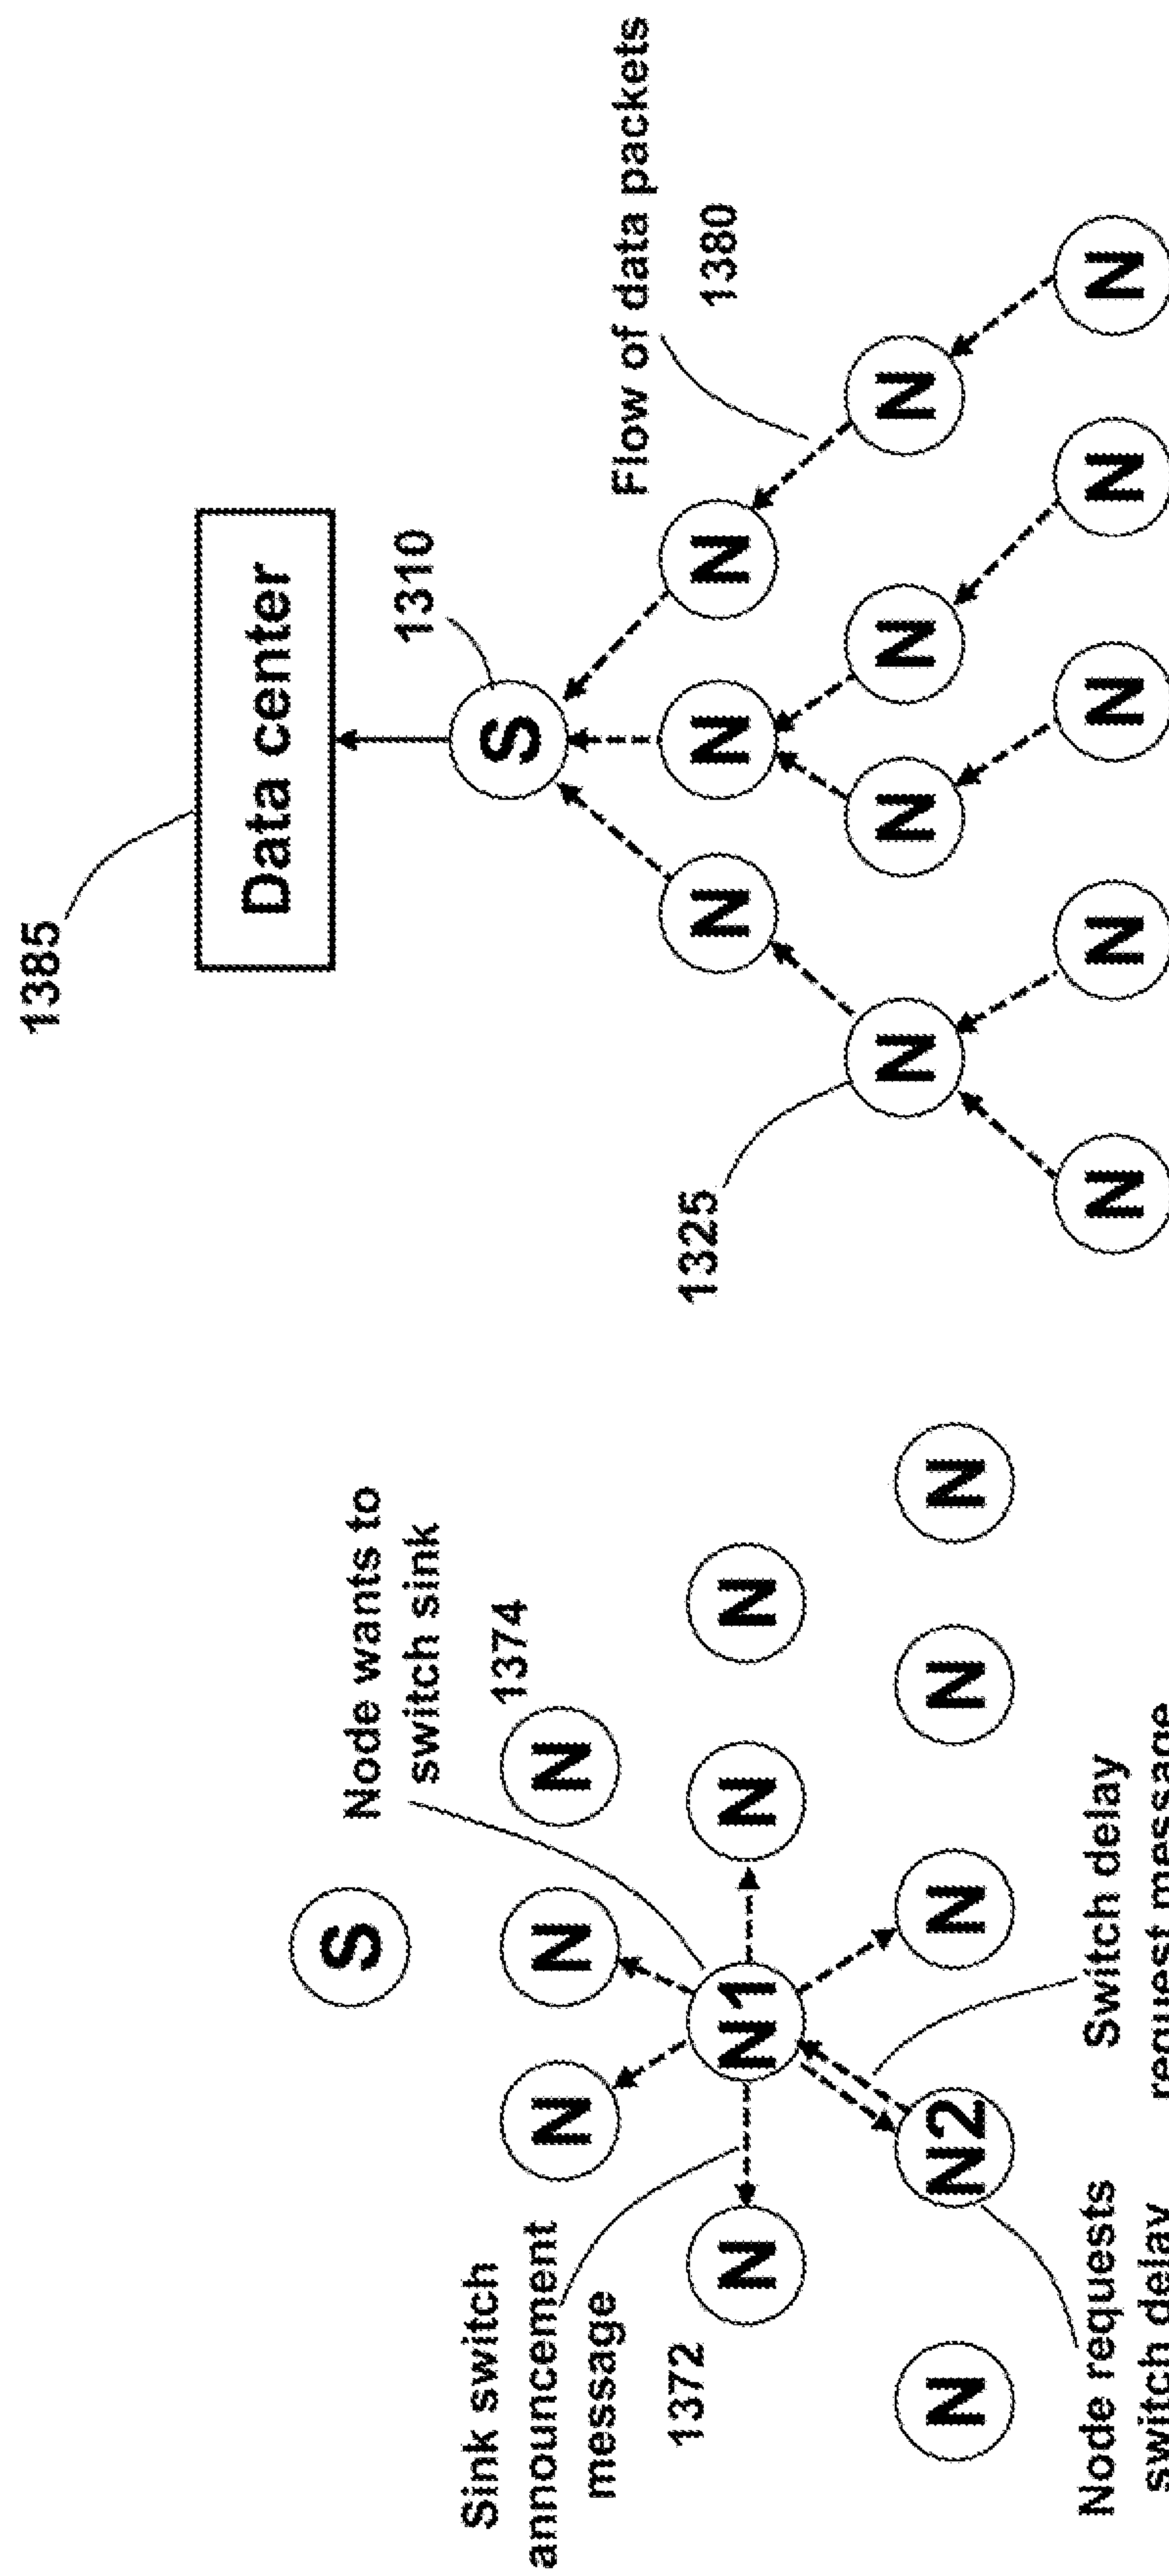 S
Node wants to
switch sink
1374
Sink switch
announcement
message
1372
N N N
N N1 N N
N N2 N N N
Node requests
switch delay
Switch delay
request message
1385
Data center
1310
S
Flow of data packets
1380
N N N
1325
N N N N
N N N N N